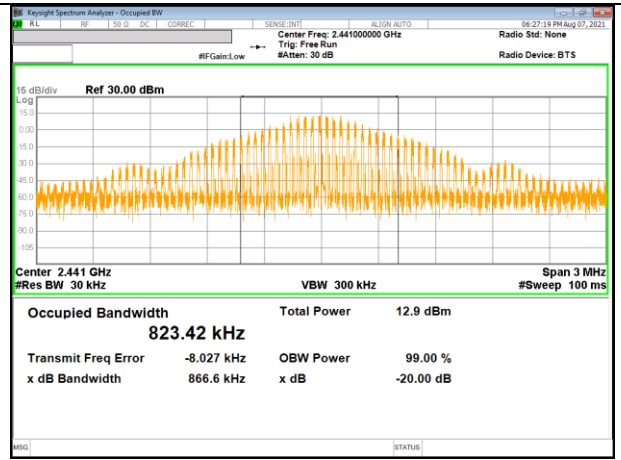 Keysight Spectrum Analyzer - Occupied BW
RL RF 50 Ω DC CORREC SENSE:INT ALIGN AUTO 06:27:19 PM Aug 07, 2021
Center Freq: 2.441000000 GHz Radio Std: None
Trig: Free Run
#IFGain:Low #Atten: 30 dB Radio Device: BTS
15 dB/div Ref 30.00 dBm
Log
15.0
0.00
-15.0
-30.0
-45.0
-60.0
-75.0
-90.0
-105
Center 2.441 GHz Span 3 MHz
#Res BW 30 kHz VBW 300 kHz #Sweep 100 ms
Occupied Bandwidth Total Power 12.9 dBm
823.42 kHz
Transmit Freq Error -8.027 kHz OBW Power 99.00 %
x dB Bandwidth 866.6 kHz x dB -20.00 dB
MSG STATUS